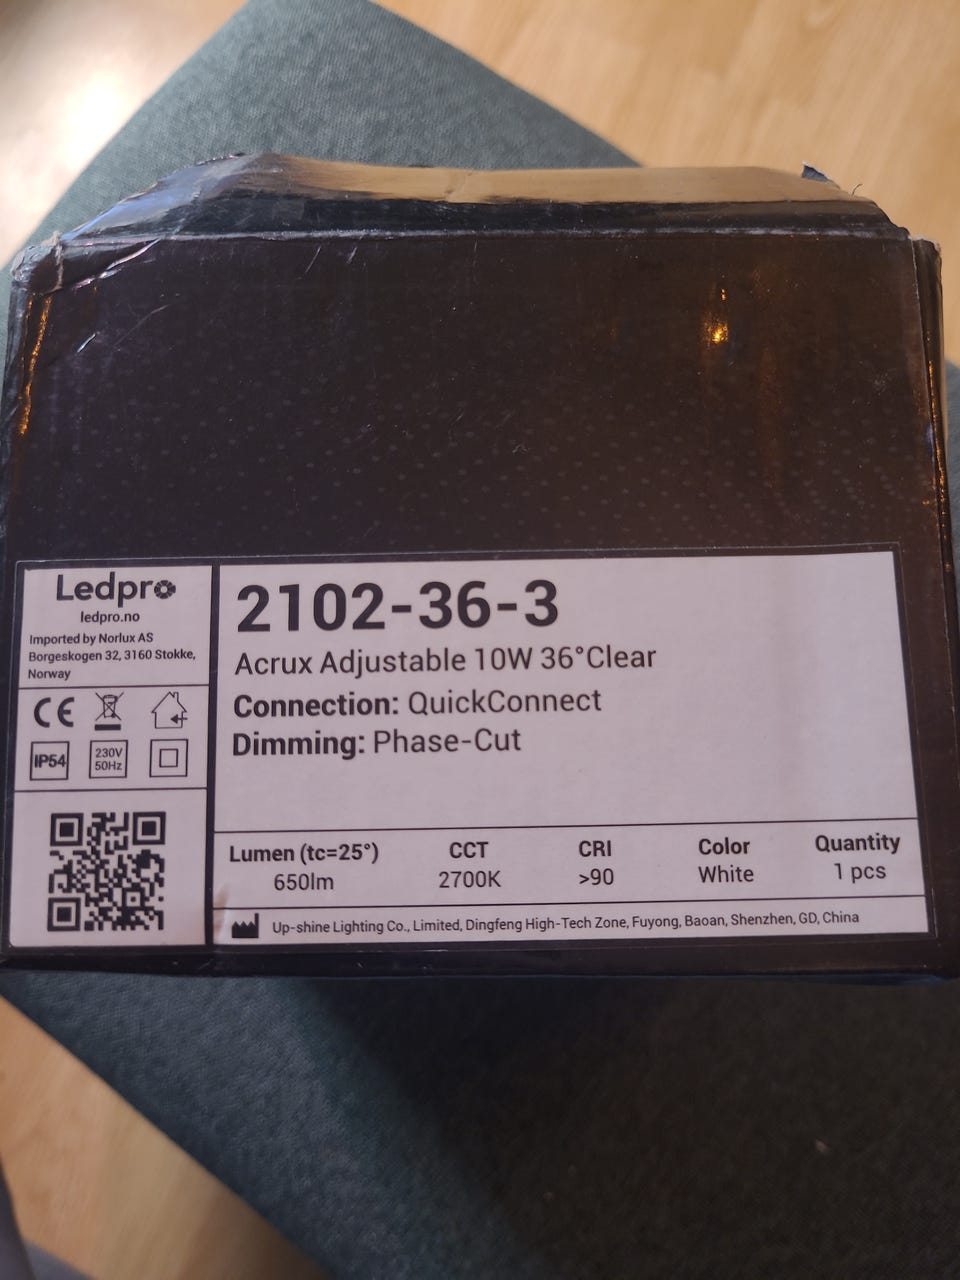 Ledpro
ledpro.no
Imported by Norlux AS
Borgeskogen 32, 3160 Stokke,
Norway
CE
IP54
230V
50Hz
2102-36-3
Acrux Adjustable 10W 36°Clear
Connection: QuickConnect
Dimming: Phase-Cut
Lumen (tc=25°) CCT CRI Color Quantity
650lm 2700K >90 White 1 pcs
Up-shine Lighting Co., Limited, Dingfeng High-Tech Zone, Fuyong, Baoan, Shenzhen, GD, China